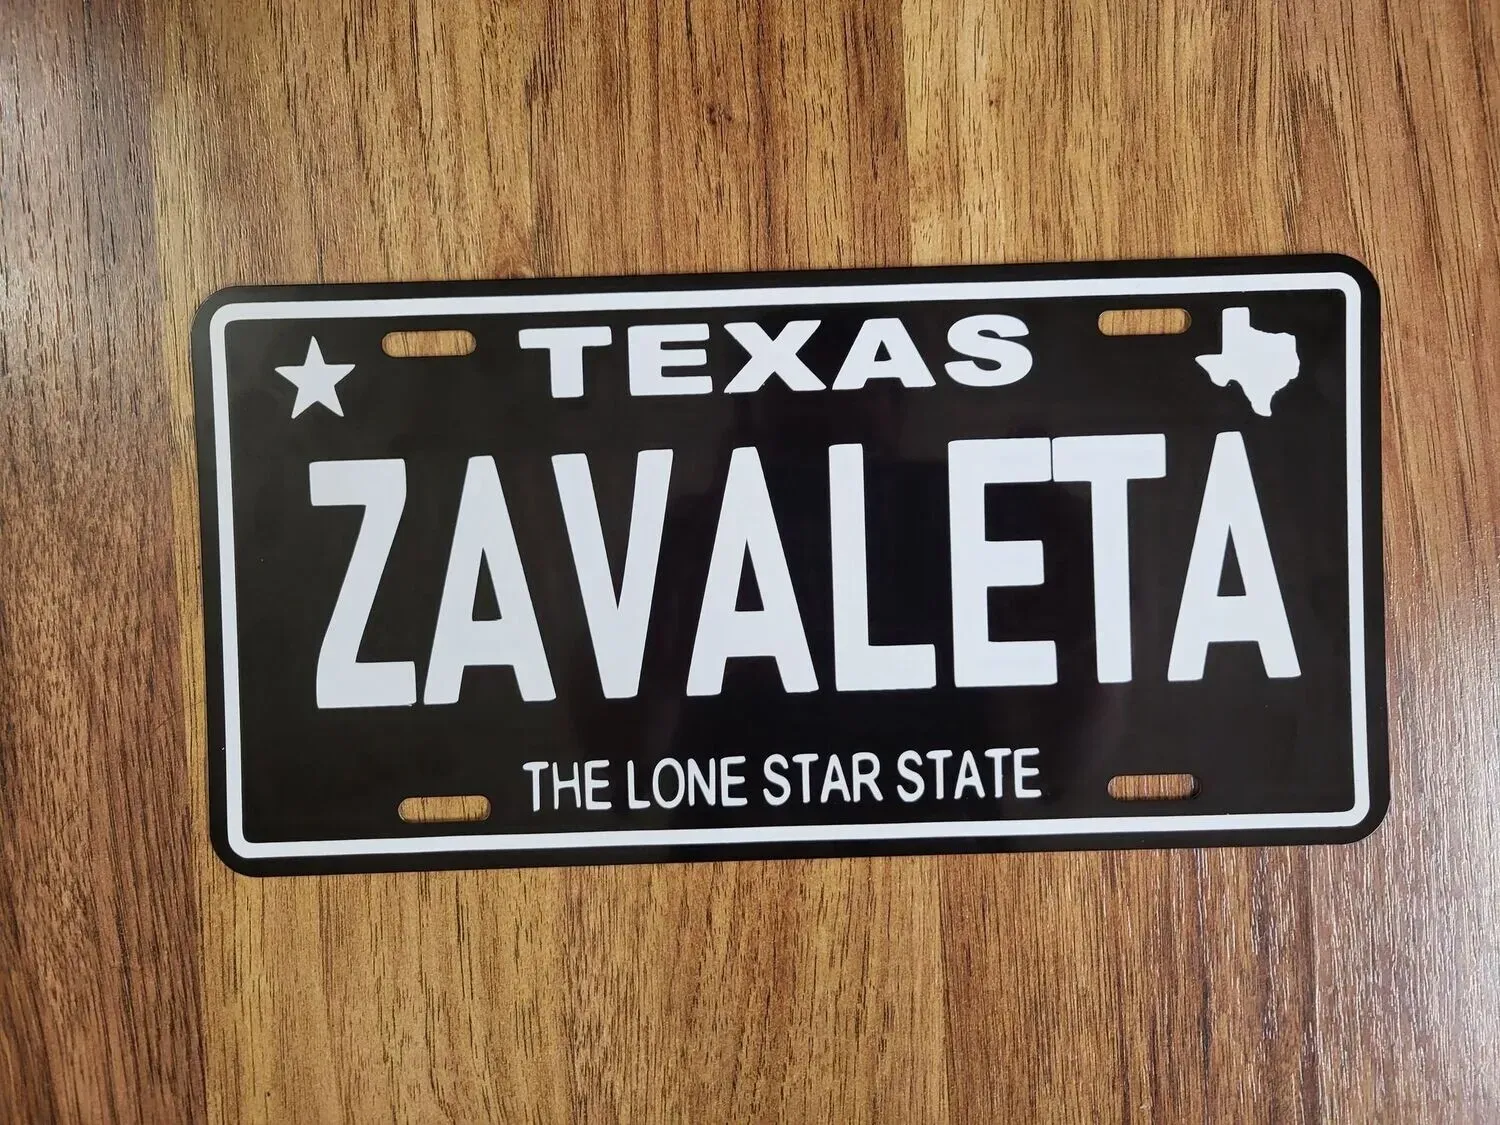 TEXAS
ZAVALETA
THE LONE STAR STATE